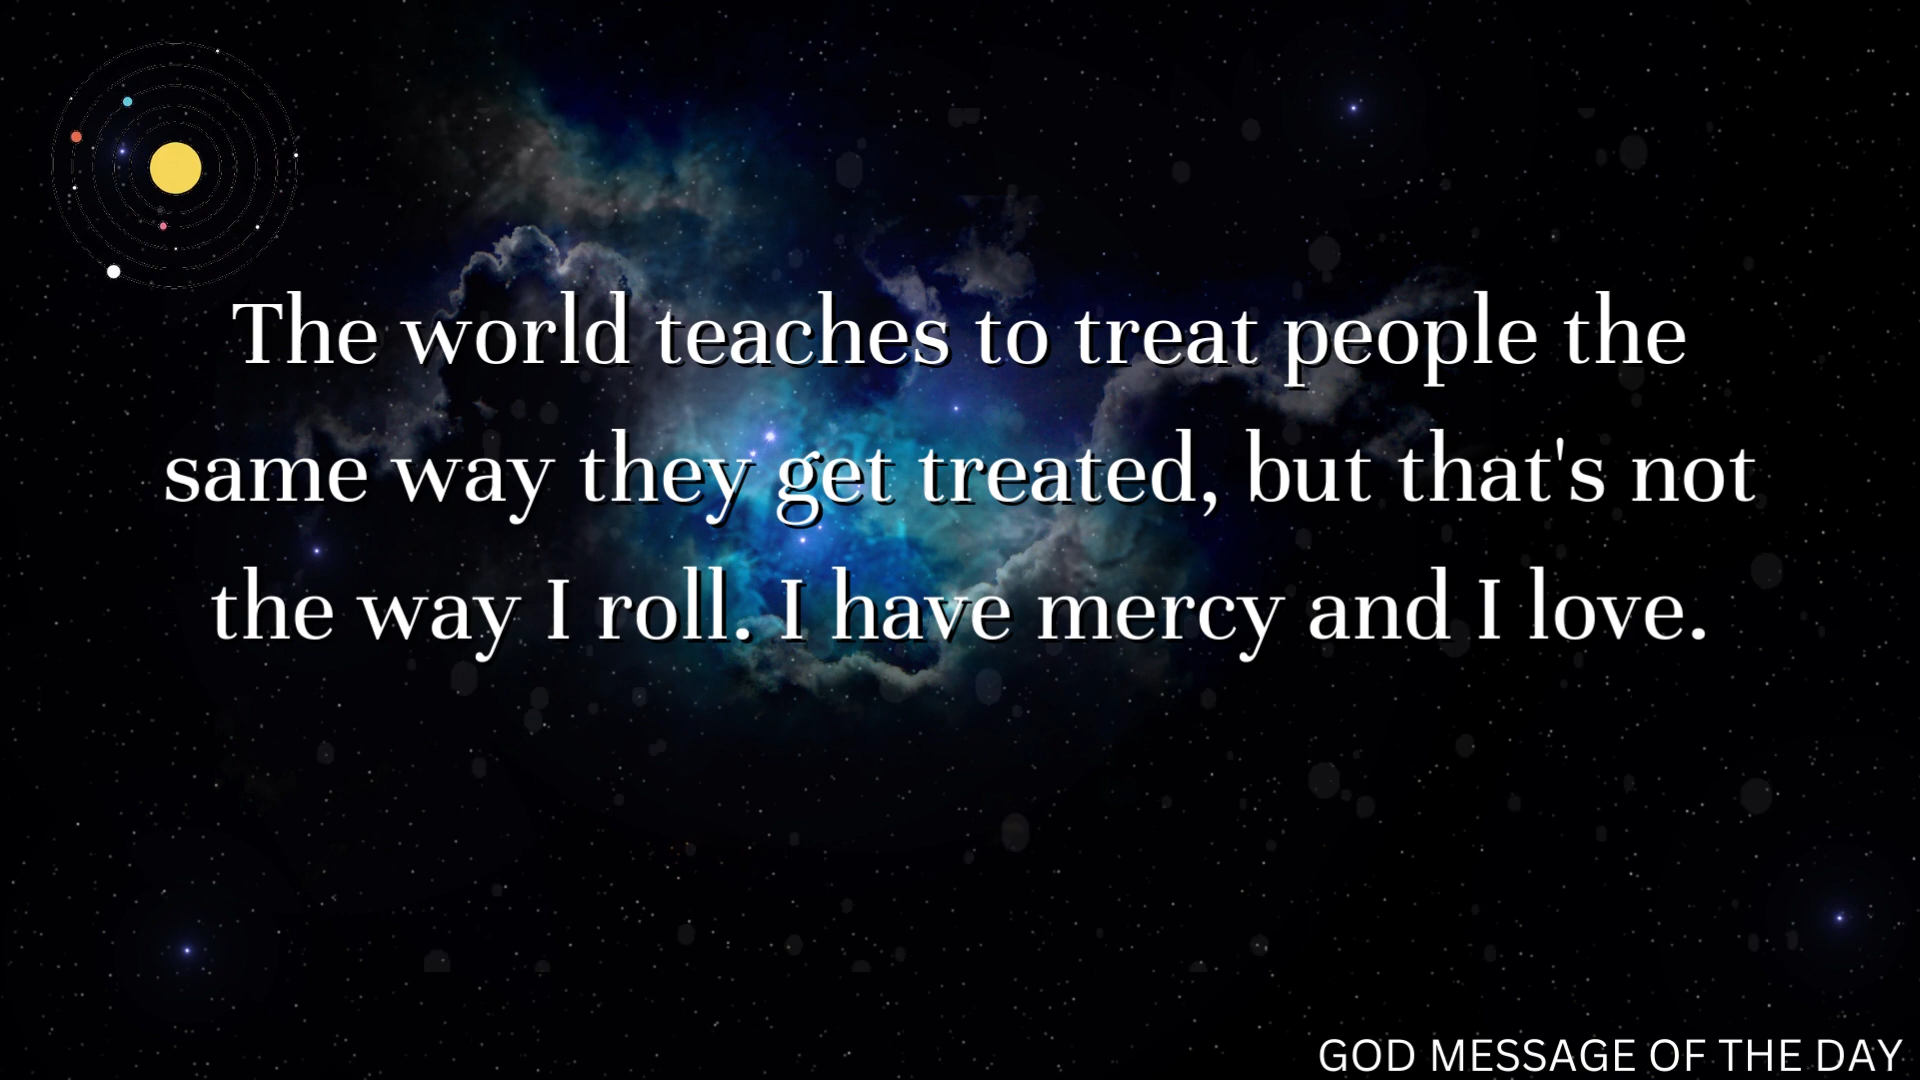 The world teaches to treat people the
same way they get treated, but that's not
the way I roll. I have mercy and I love.
GOD MESSAGE OF THE DAY